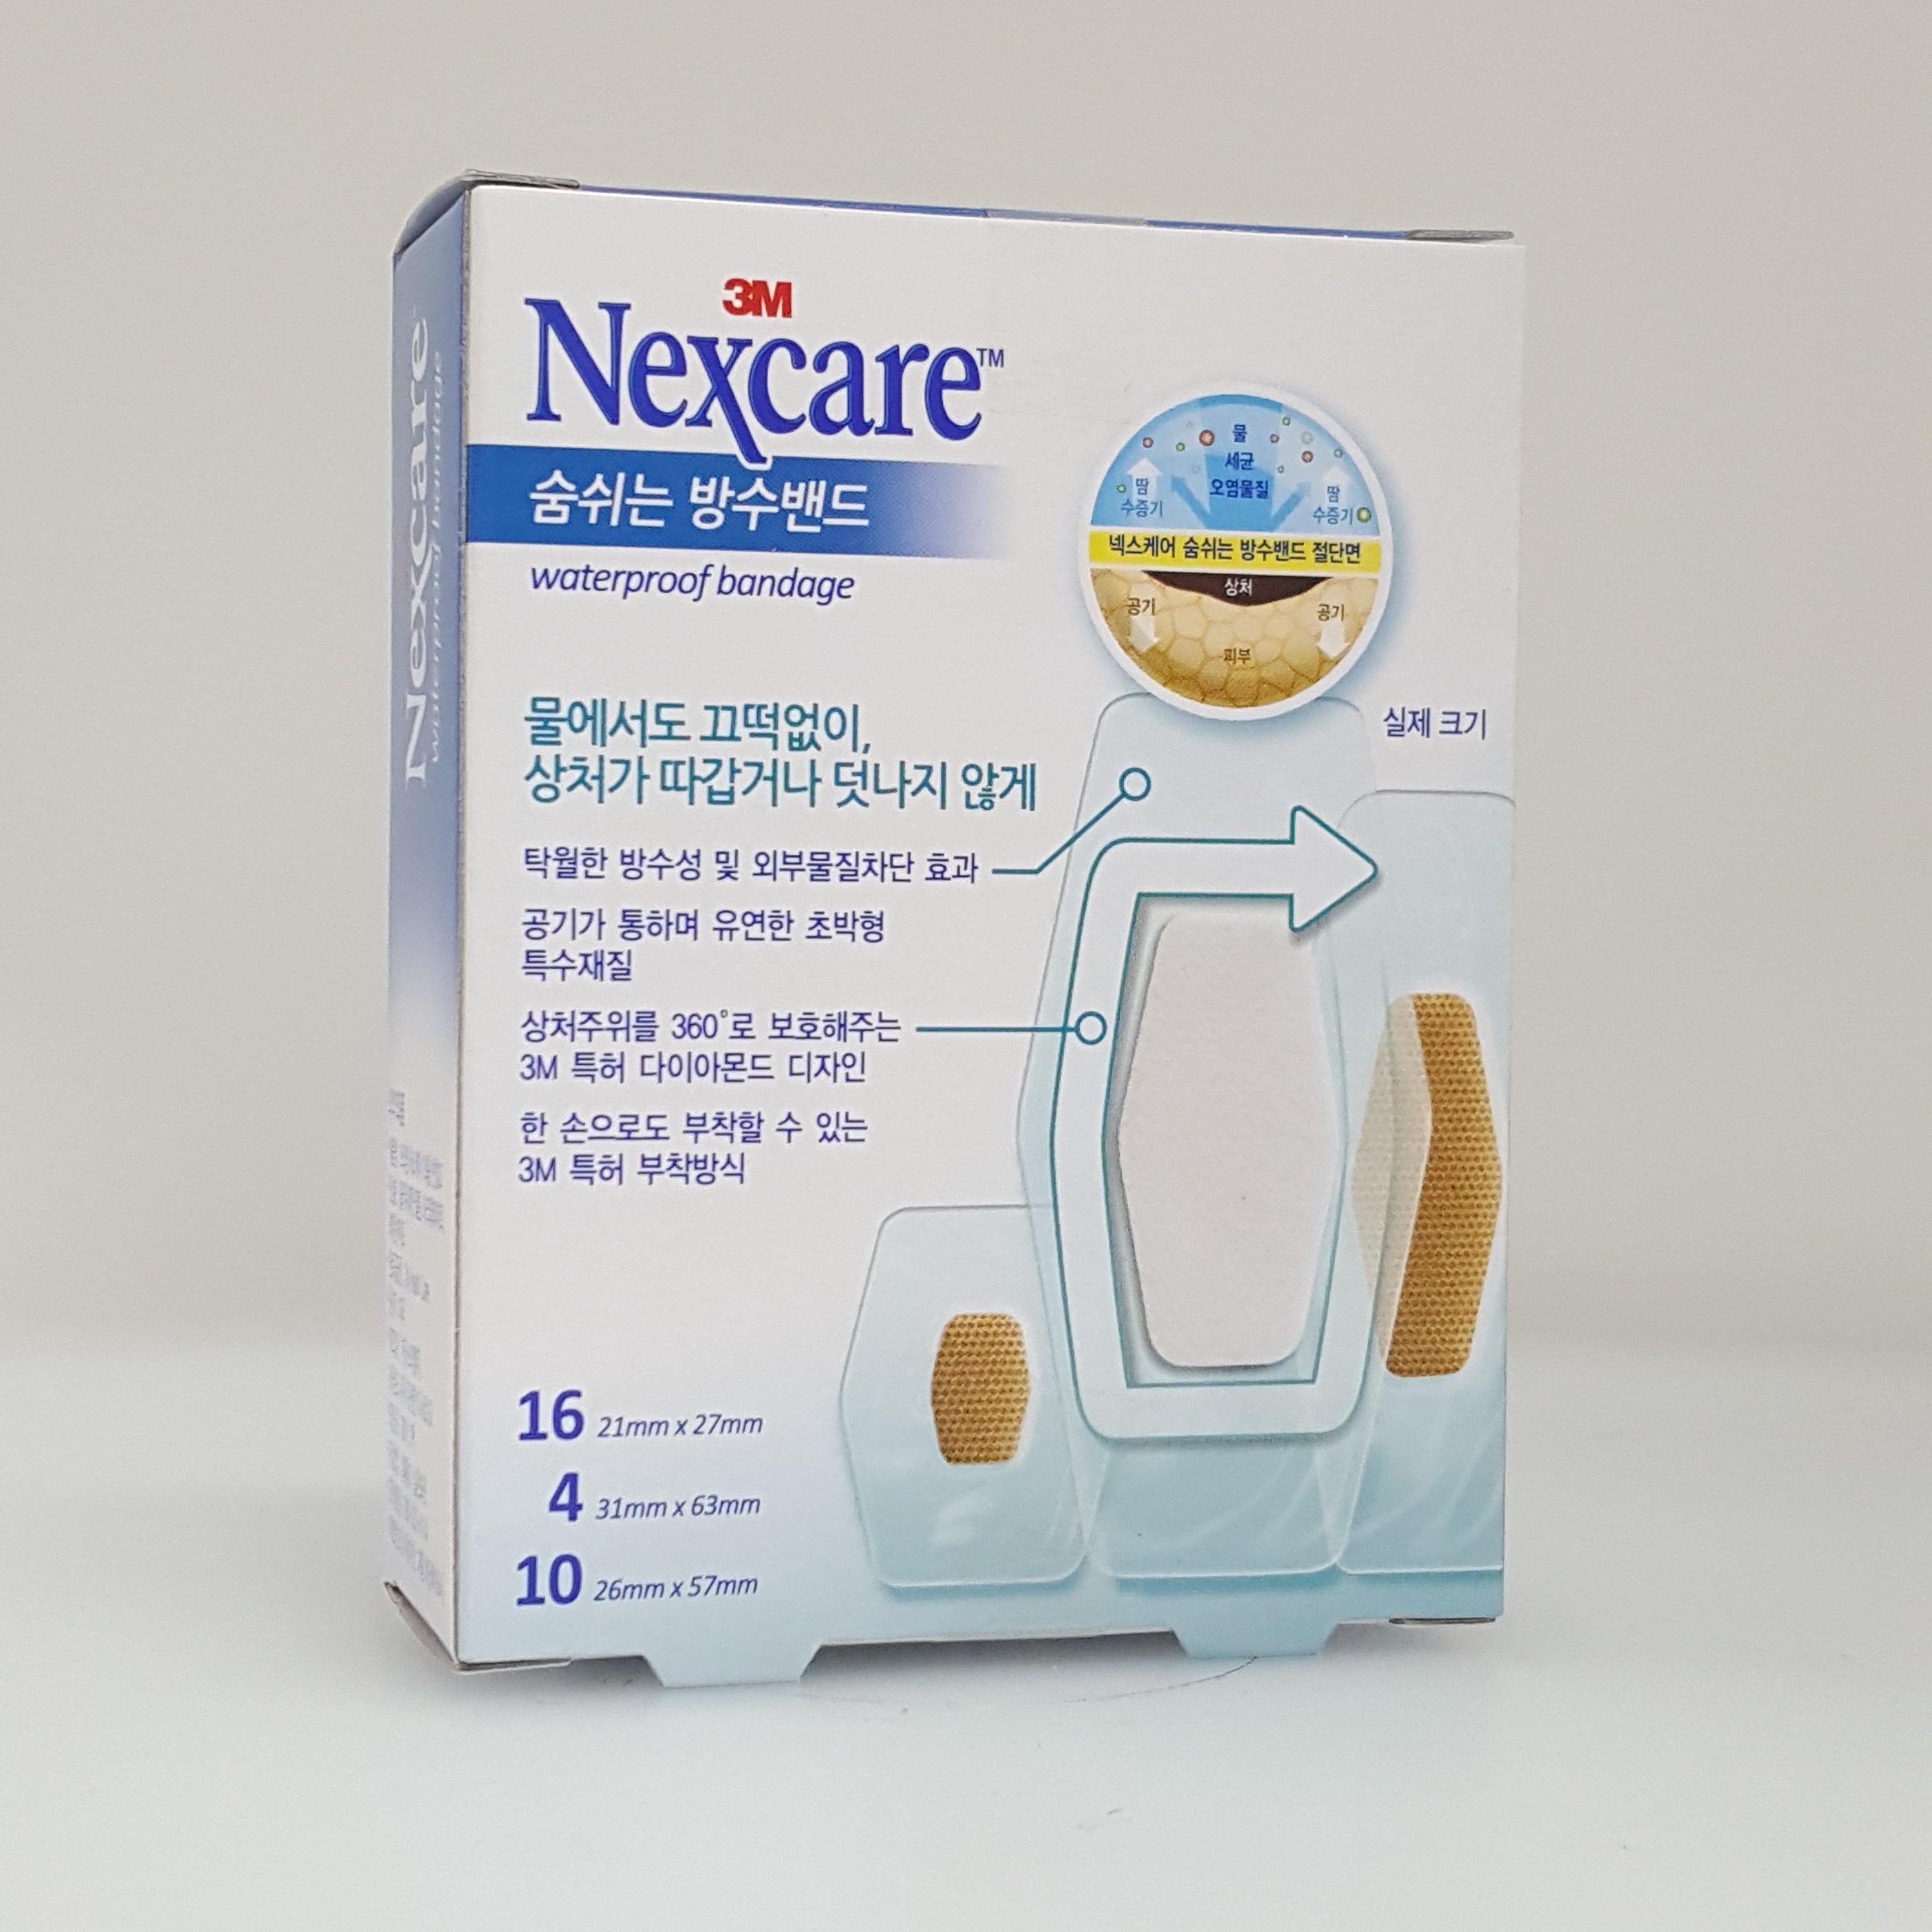 3M
Nexcare™
숨쉬는 방수밴드
waterproof bandage
물
세균
오염물질
땀
수증기
땀
수증기
넥스케어 숨쉬는 방수밴드 절단면
상처
공기
공기
피부
실제 크기
물에서도 끄떡없이,
상처가 따갑거나 덧나지 않게
탁월한 방수성 및 외부물질차단 효과
공기가 통하며 유연한 초박형
특수재질
상처주위를 360°로 보호해주는
3M 특허 다이아몬드 디자인
한 손으로도 부착할 수 있는
3M 특허 부착방식
16 21mm x 27mm
4 31mm x 63mm
10 26mm x 57mm
Nexcare
waterproof bandage